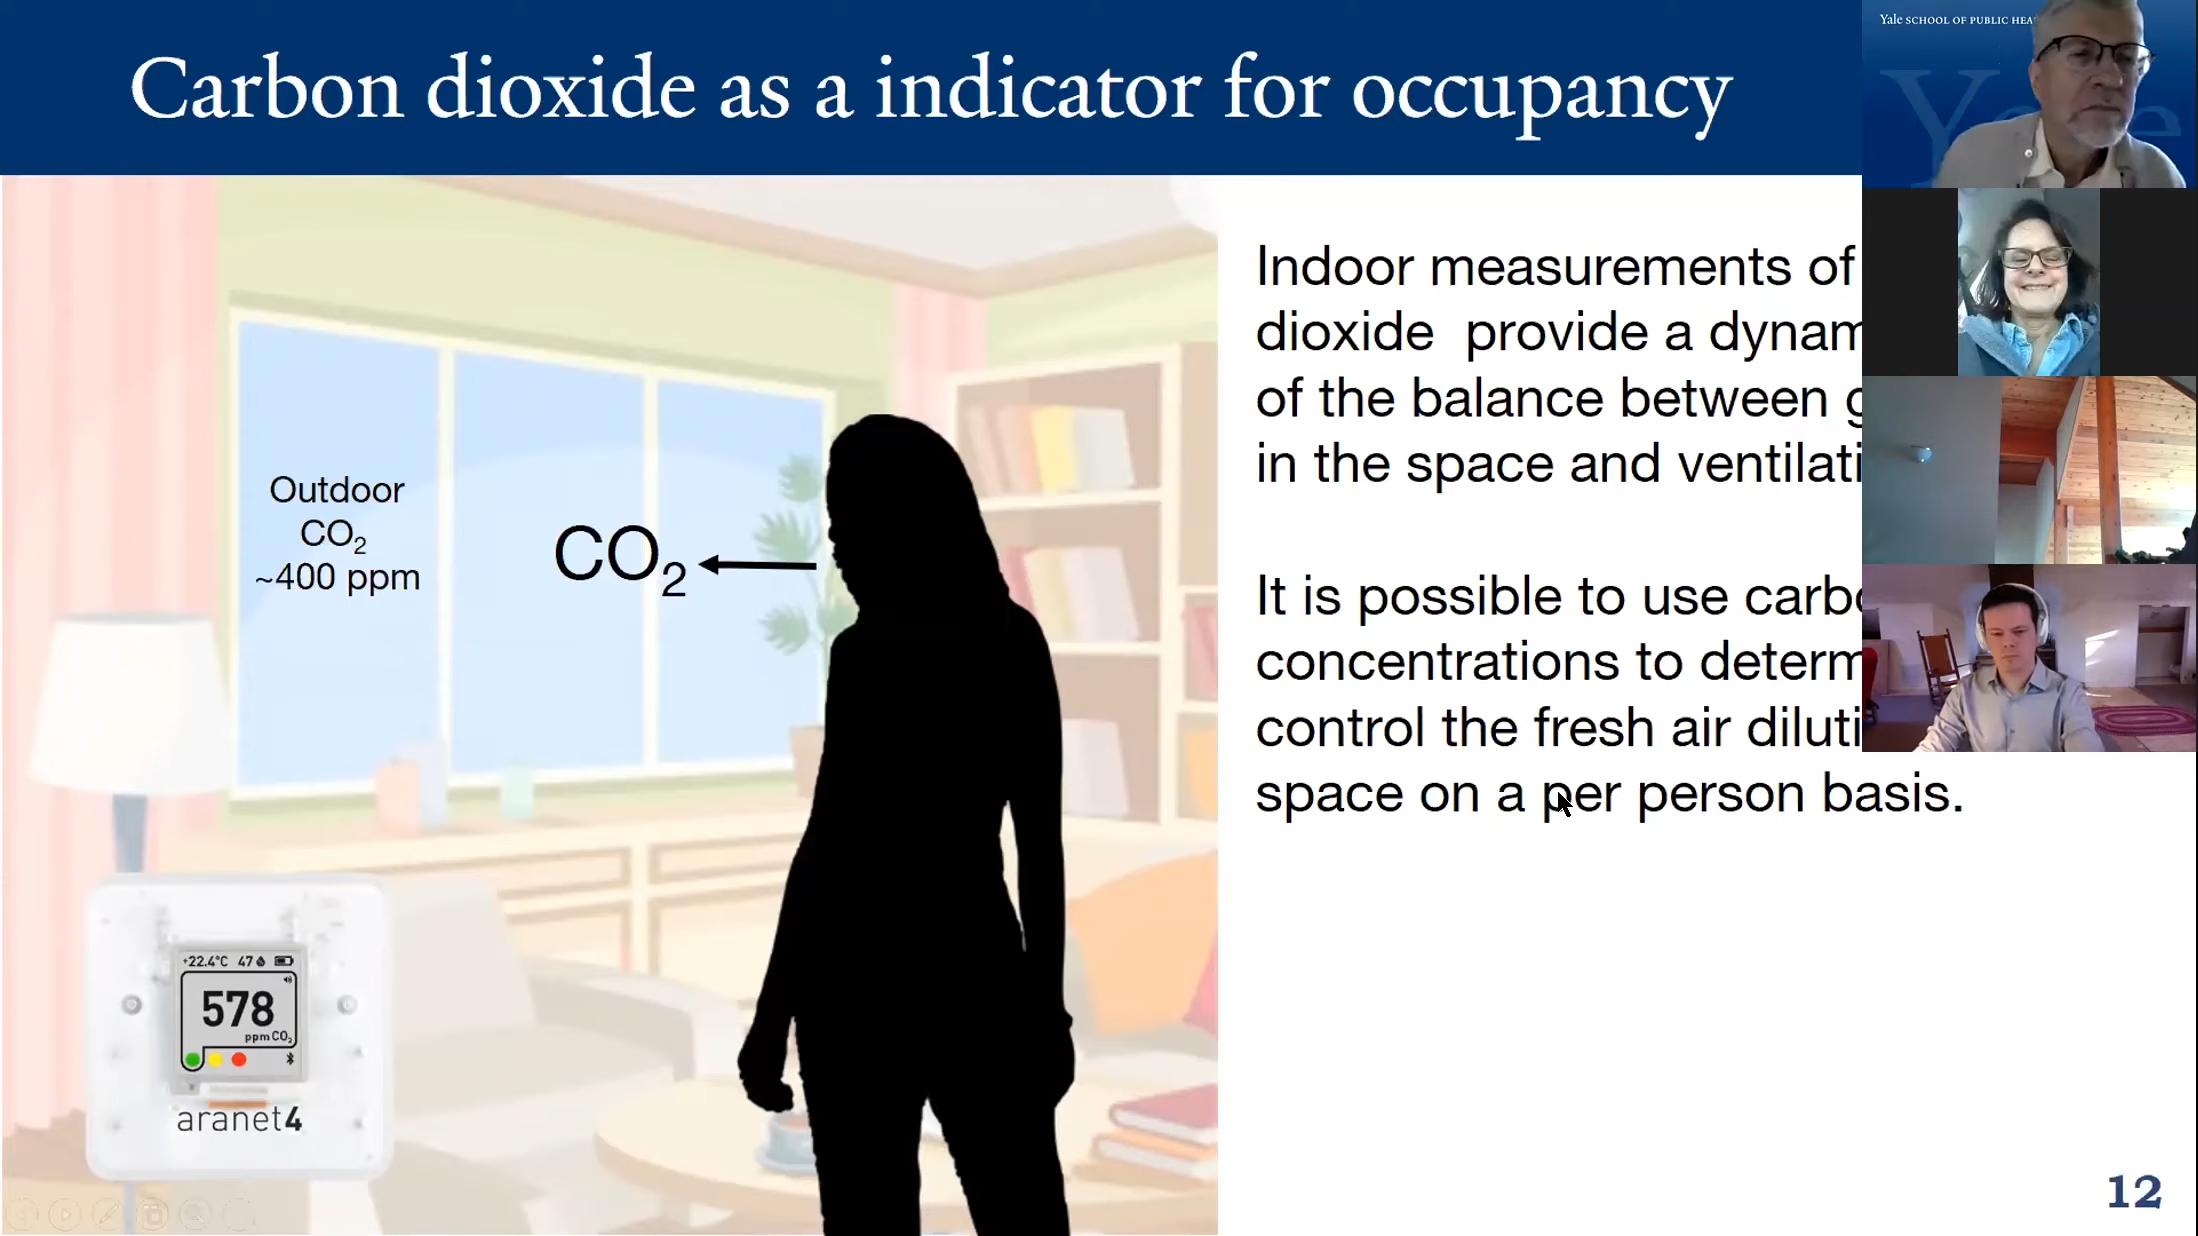 Carbon dioxide as a indicator for occupancy
Yale SCHOOL OF PUBLIC HEA
Indoor measurements of
dioxide provide a dynam
of the balance between g
in the space and ventilati
It is possible to use carbo
concentrations to determ
control the fresh air diluti
space on a per person basis.
Outdoor
CO₂
~400 ppm
CO₂
+22.4°C 47
578
ppm CO₂
aranet4
12